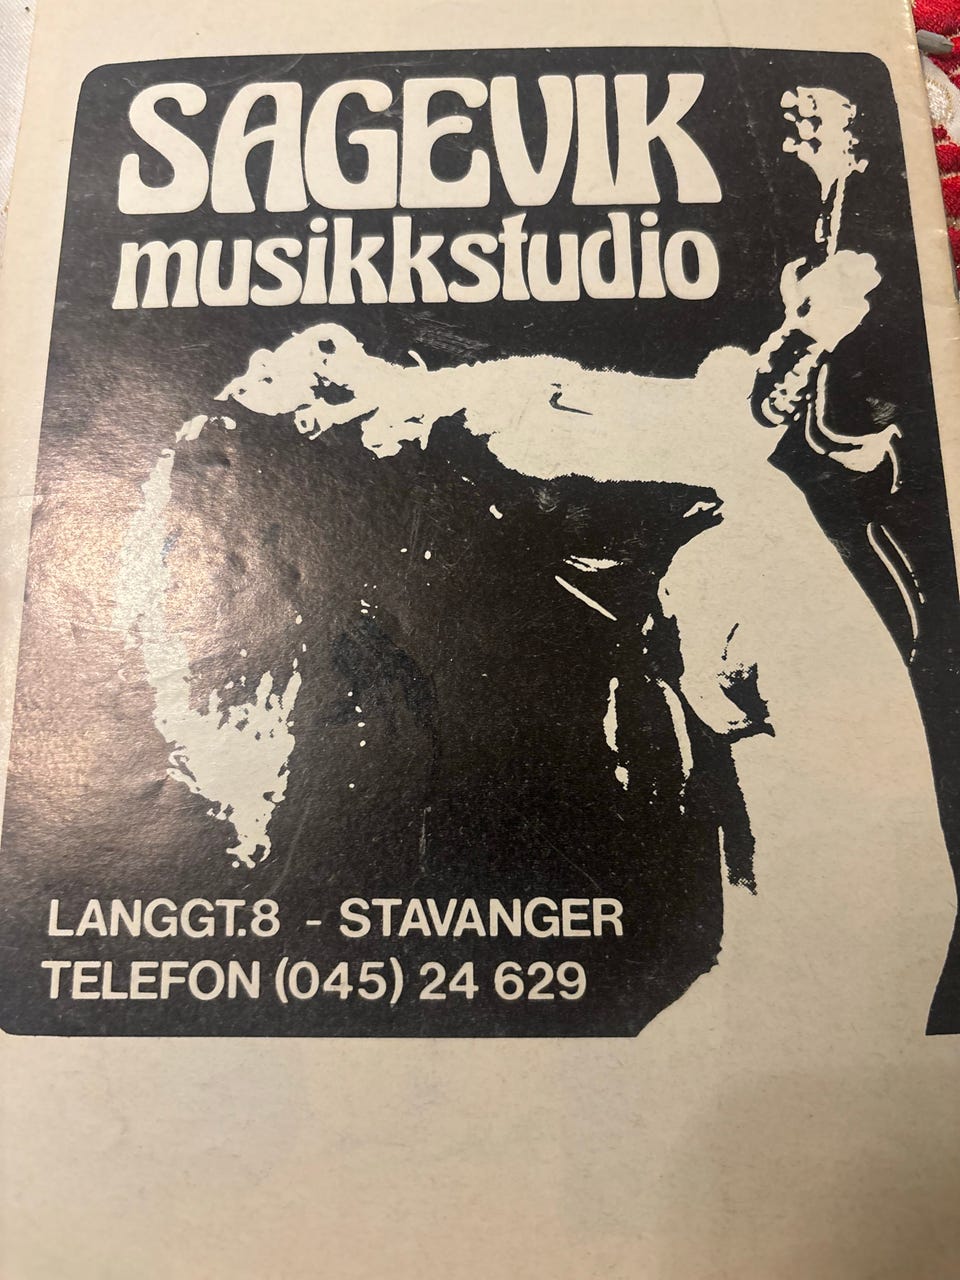 SAGEVIK
musikkstudio
LANGGT.8 - STAVANGER
TELEFON (045) 24 629